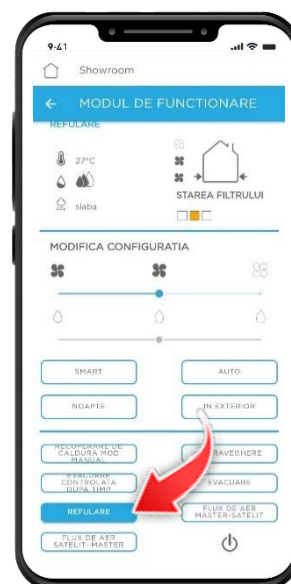 9:41
Showroom
MODUL DE FUNCTIONARE
REFULARE
27°C
CO₂ slaba
STAREA FILTRULUI
MODIFICA CONFIGURATIA
SMART
AUTO
NOAPTE
IN EXTERIOR
RECUPERARE DE
CALDURA MOD
MANUAL
RAVEGHERE
EVACUARE
CONTROLATA
DUPA TIMP
EVACUARE
REFULARE
FLUX DE AER
MASTER-SATELIT
FLUX DE AER
SATELIT- MASTER